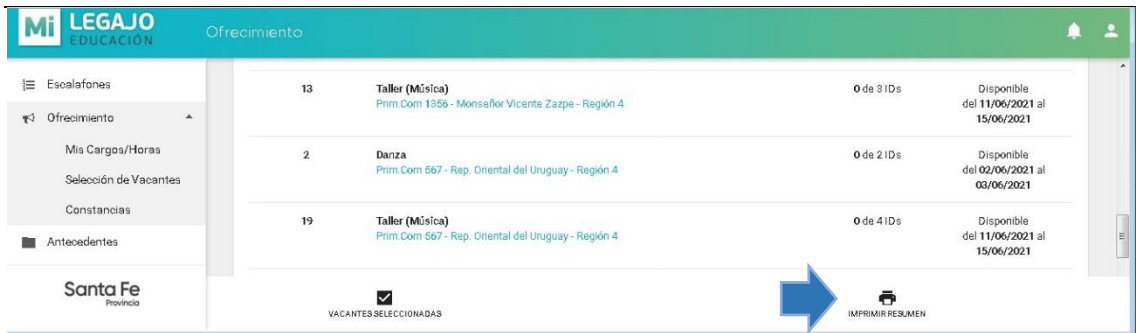 Mi LEGAJO
EDUCACIÓN
Ofrecimiento
Escalafones
Ofrecimiento
Mis Cargos/Horas
Selección de Vacantes
Constancias
Antecedentes
Santa Fe
Provincia
13 Taller (Música) 0 de 3 IDs Disponible
Prim.Com 1356 - Monseñor Vicente Zazpe - Región 4 del 11/06/2021 al
15/06/2021
2 Danza 0 de 2 IDs Disponible
Prim.Com 567 - Rep. Oriental del Uruguay - Región 4 del 02/06/2021 al
03/06/2021
19 Taller (Música) 0 de 4 IDs Disponible
Prim.Com 567 - Rep. Oriental del Uruguay - Región 4 del 11/06/2021 al
15/06/2021
VACANTES SELECCIONADAS
IMPRIMIR RESUMEN